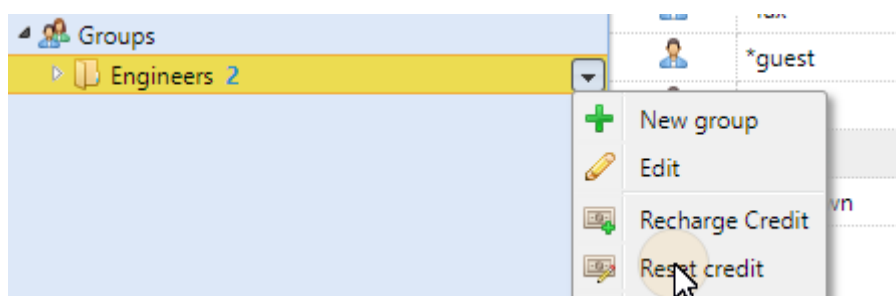 Groups
Engineers 2
*guest
New group
Edit
Recharge Credit
Reset credit